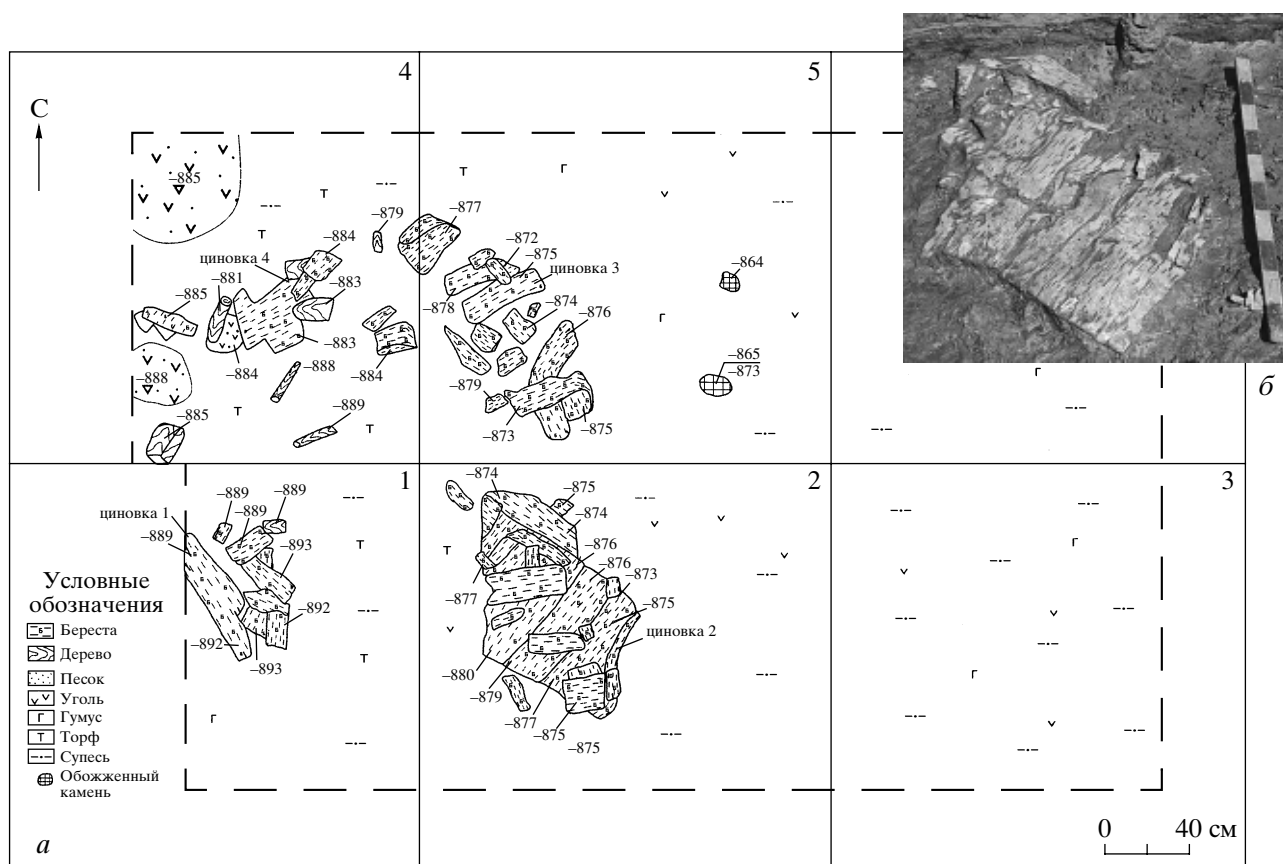 4
5
С
–885
Т
Г
–879
–877
–884
–872
–875
циновка 4
циновка 3
–864
–881
–883
–885
–878
–874
–876
–883
–865
–873
–884
–888
–884
–888
–879
–889
–885
–873
–875
Г
б
1
2
3
–889
–889
–889
–874
–875
–874
циновка 1
–889
–893
–876
–876
–873
–877
–875
–892
циновка 2
–892
–893
–880
–879
–877
–875
–875
Условные
обозначения
Береста
Дерево
Песок
Уголь
Г Гумус
Т Торф
Супесь
Обожженный
камень
а
0 40 см